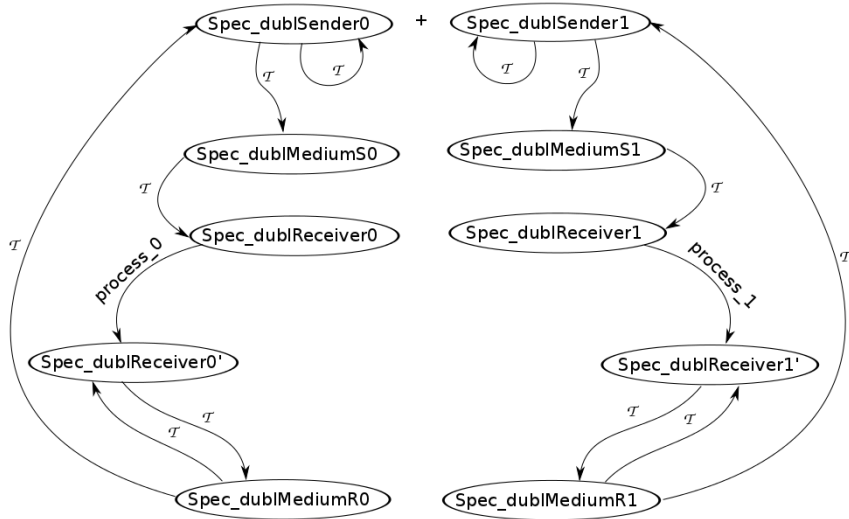 Spec_dublSender0 + Spec_dublSender1
𝒯 𝒯 𝒯 𝒯
Spec_dublMediumS0 Spec_dublMediumS1
𝒯 𝒯
Spec_dublReceiver0 Spec_dublReceiver1
𝒯 process_0 process_1 𝒯
Spec_dublReceiver0' Spec_dublReceiver1'
𝒯 𝒯 𝒯 𝒯
Spec_dublMediumR0 Spec_dublMediumR1